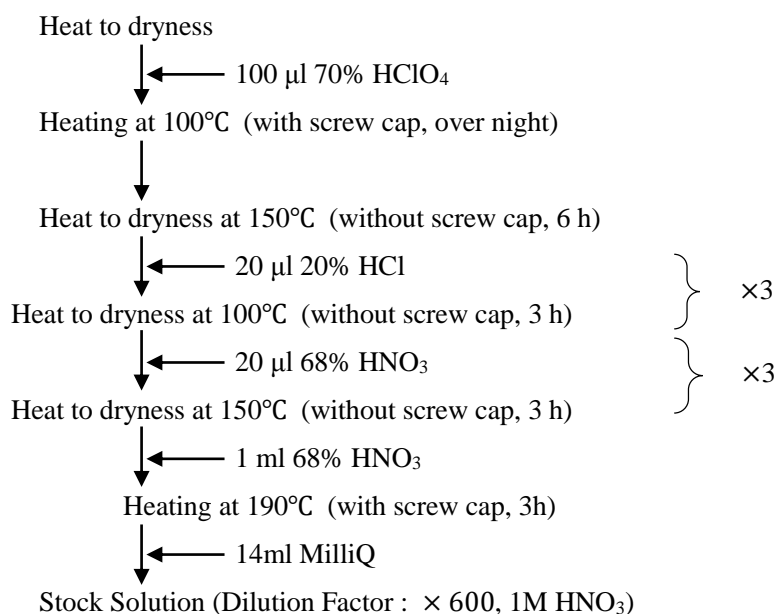 Heat to dryness
100 μl 70% HClO₄
Heating at 100℃ (with screw cap, over night)
Heat to dryness at 150℃ (without screw cap, 6 h)
20 μl 20% HCl
×3
Heat to dryness at 100℃ (without screw cap, 3 h)
20 μl 68% HNO₃
×3
Heat to dryness at 150℃ (without screw cap, 3 h)
1 ml 68% HNO₃
Heating at 190℃ (with screw cap, 3h)
14ml MilliQ
Stock Solution (Dilution Factor : ×600, 1M HNO₃)